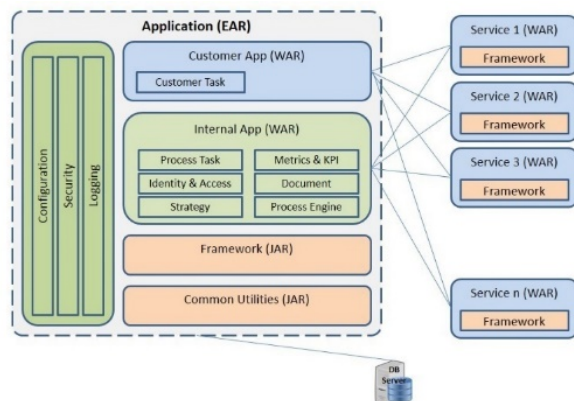 Application (EAR)
Configuration
Security
Logging
Customer App (WAR)
Customer Task
Internal App (WAR)
Process Task
Metrics & KPI
Identity & Access
Document
Strategy
Process Engine
Framework (JAR)
Common Utilities (JAR)
Service 1 (WAR)
Framework
Service 2 (WAR)
Framework
Service 3 (WAR)
Framework
Service n (WAR)
Framework
DB
Server